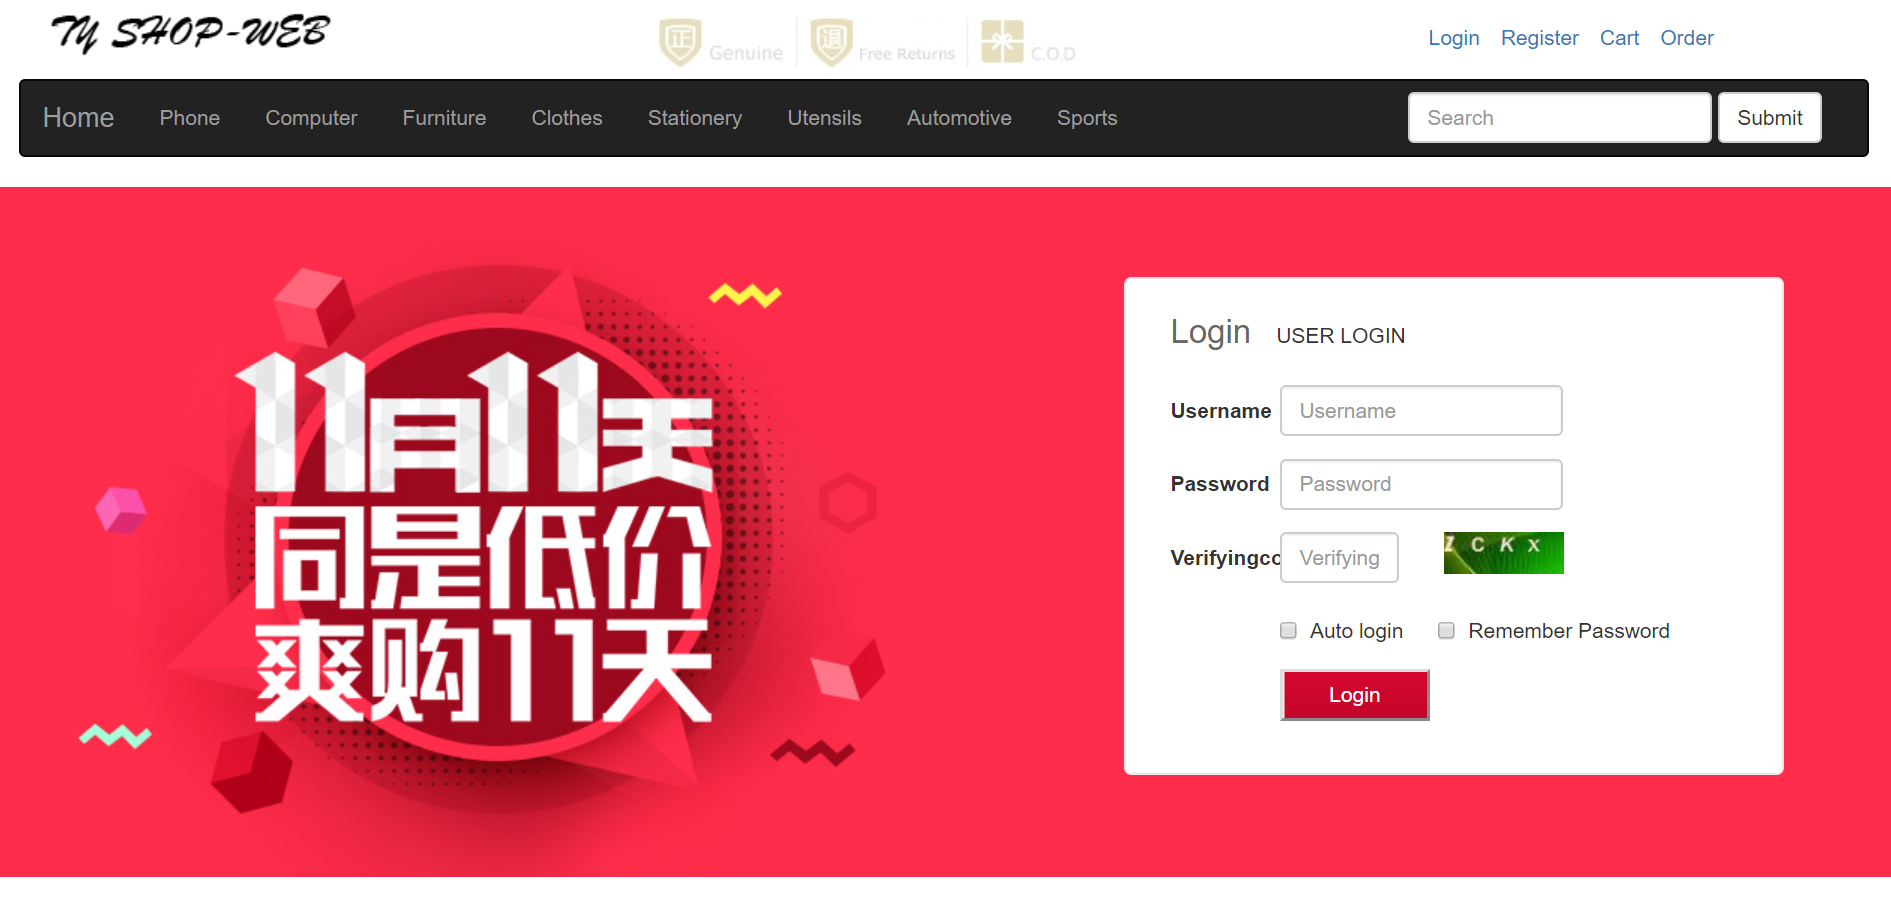 TY SHOP-WEB
正 Genuine
退 Free Returns
C.O.D
Login Register Cart Order
Home Phone Computer Furniture Clothes Stationery Utensils Automotive Sports
Search Submit
11月11天
同是低价
爽购11天
Login USER LOGIN
Username Username
Password Password
Verifyingco Verifying
Z C K X
Auto login Remember Password
Login